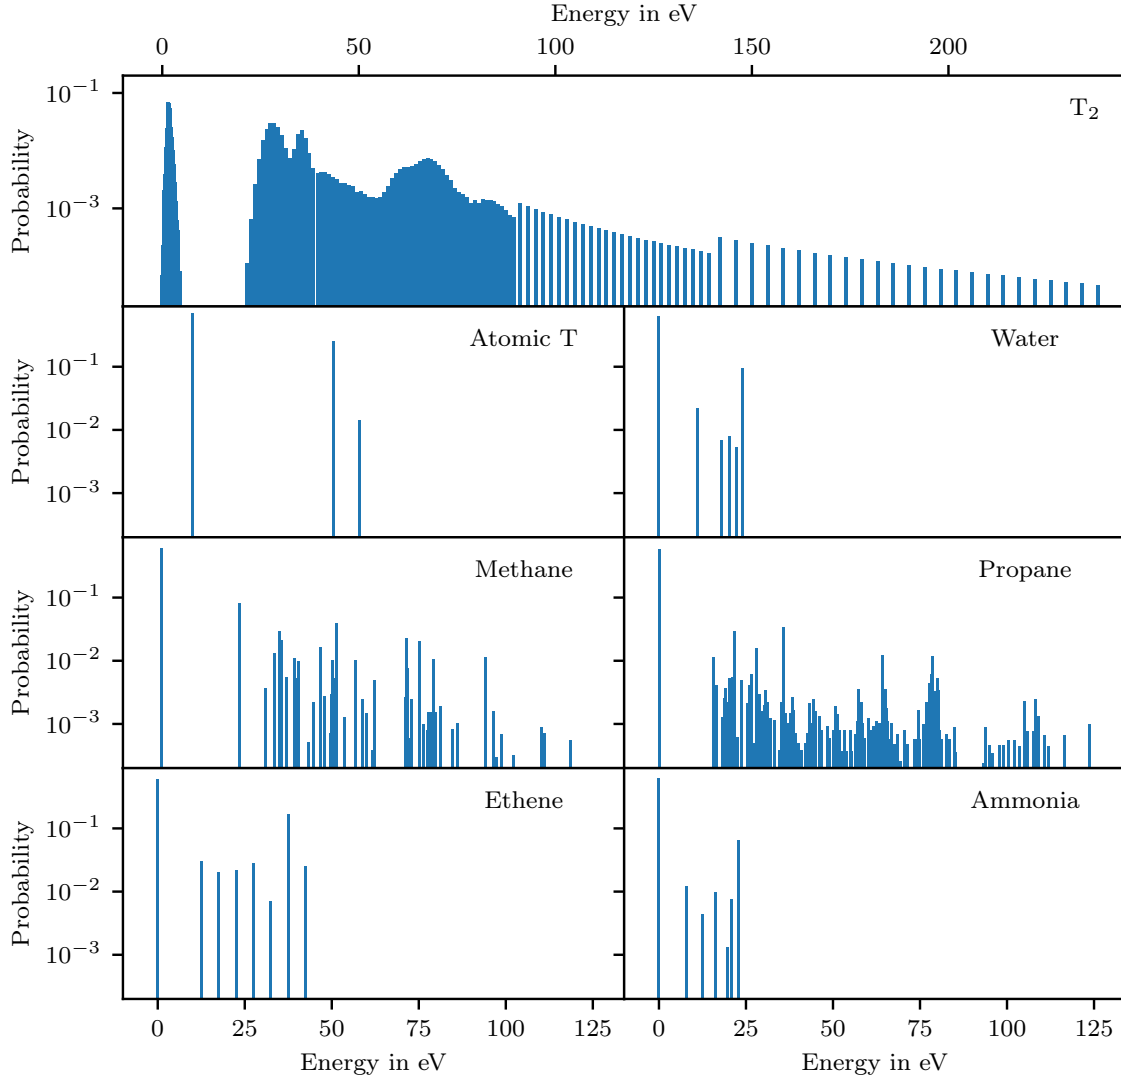 Energy in eV
0 50 100 150 200
10⁻¹
10⁻³
Probability
T₂
Atomic T
Water
10⁻¹
10⁻²
10⁻³
Probability
Methane
Propane
10⁻¹
10⁻²
10⁻³
Probability
Ethene
Ammonia
10⁻¹
10⁻²
10⁻³
Probability
0 25 50 75 100 125
0 25 50 75 100 125
Energy in eV
Energy in eV